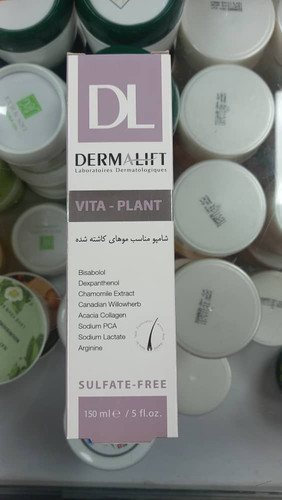 DL
DERMALIFT
Laboratoires Dermatologiques
VITA - PLANT
شامپو مناسب موهای کاشته شده
Bisabolol
Dexpanthenol
Chamomile Extract
Canadian Willowherb
Acacia Collagen
Sodium PCA
Sodium Lactate
Arginine
SULFATE-FREE
150 ml ℮ / 5 fl.oz.